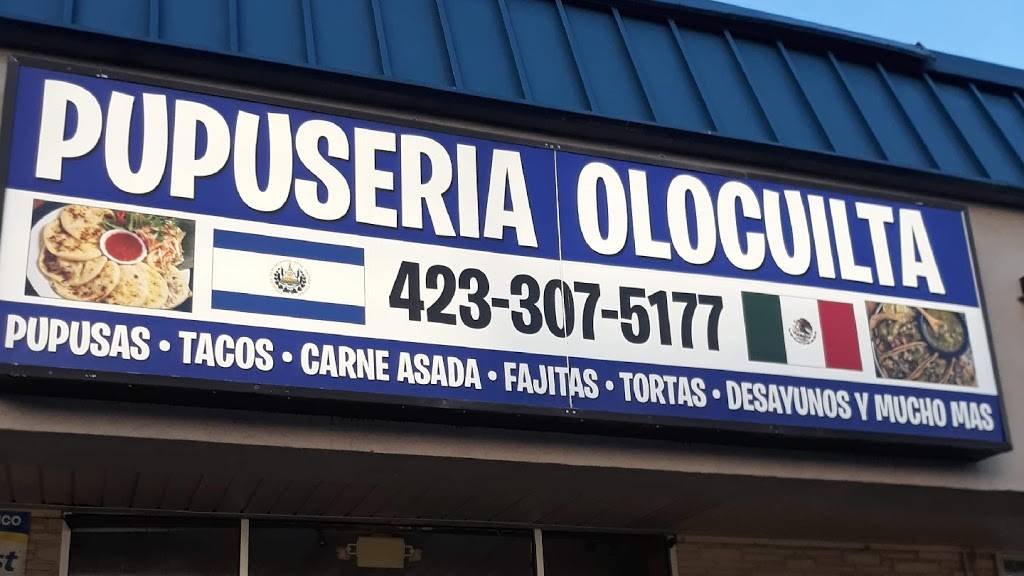 PUPUSERIA OLOCUILTA
423-307-5177
PUPUSAS • TACOS • CARNE ASADA • FAJITAS • TORTAS • DESAYUNOS Y MUCHO MAS